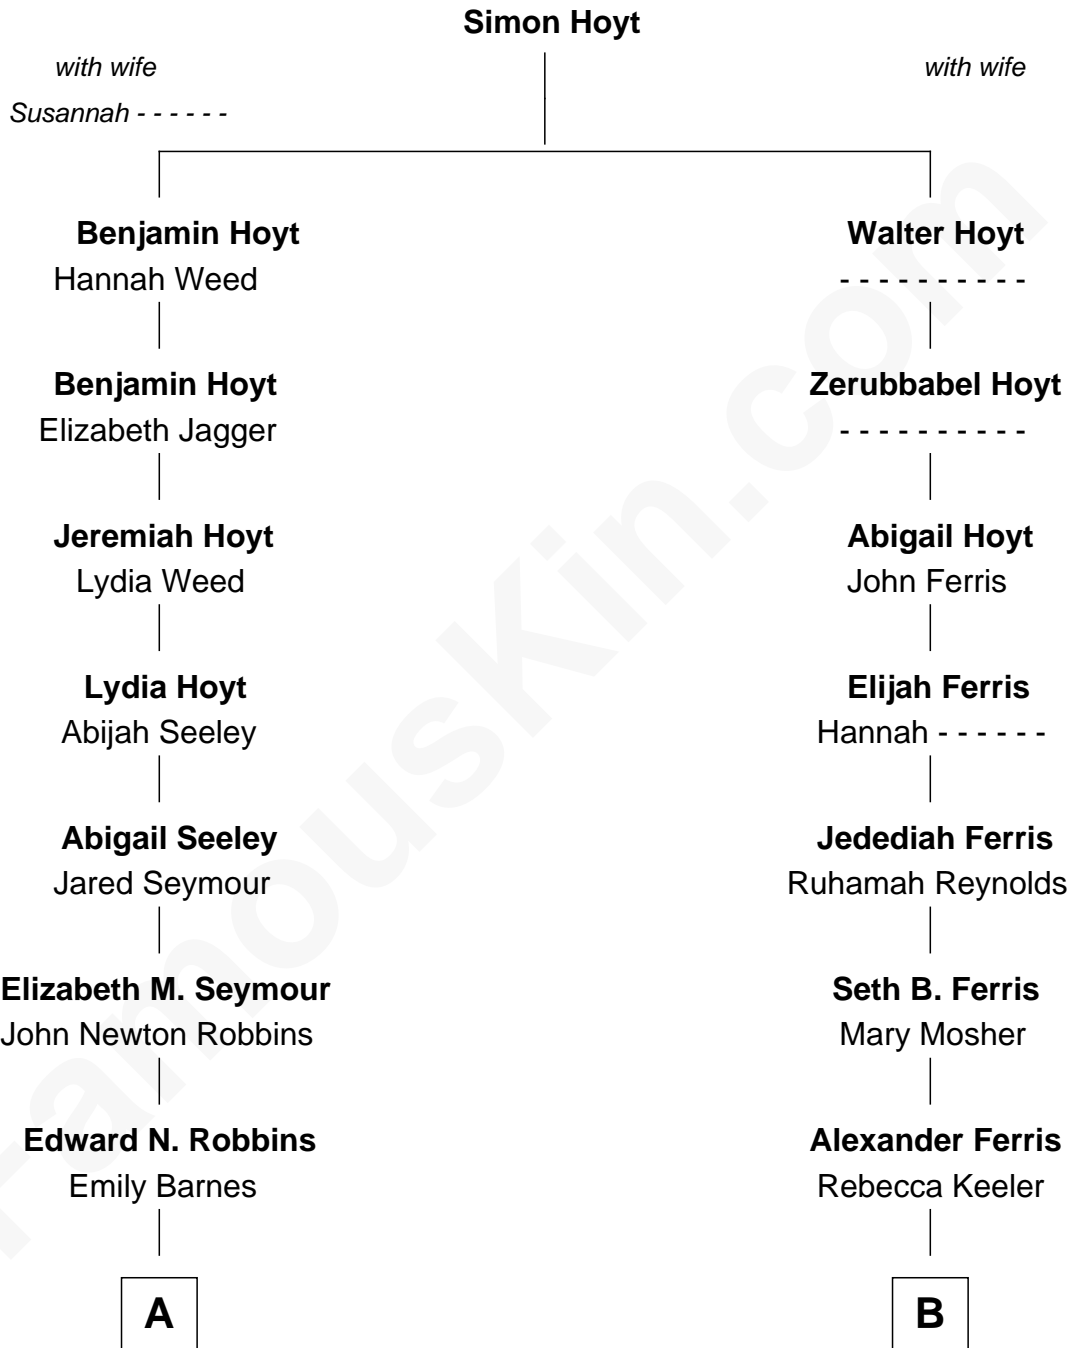 Simon Hoyt
with wife
Susannah - - - - - -
with wife
Benjamin Hoyt
Hannah Weed
Walter Hoyt
- - - - - - - - - -
Benjamin Hoyt
Elizabeth Jagger
Zerubbabel Hoyt
- - - - - - - - - -
Jeremiah Hoyt
Lydia Weed
Abigail Hoyt
John Ferris
Lydia Hoyt
Abijah Seeley
Elijah Ferris
Hannah - - - - - -
Abigail Seeley
Jared Seymour
Jedediah Ferris
Ruhamah Reynolds
Elizabeth M. Seymour
John Newton Robbins
Seth B. Ferris
Mary Mosher
Edward N. Robbins
Emily Barnes
Alexander Ferris
Rebecca Keeler
A
B
FamousKin.com